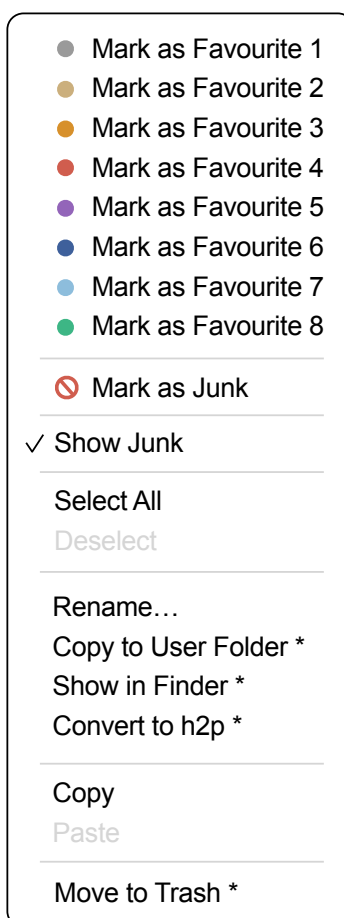 Mark as Favourite 1
Mark as Favourite 2
Mark as Favourite 3
Mark as Favourite 4
Mark as Favourite 5
Mark as Favourite 6
Mark as Favourite 7
Mark as Favourite 8
Mark as Junk
✓ Show Junk
Select All
Deselect
Rename…
Copy to User Folder *
Show in Finder *
Convert to h2p *
Copy
Paste
Move to Trash *